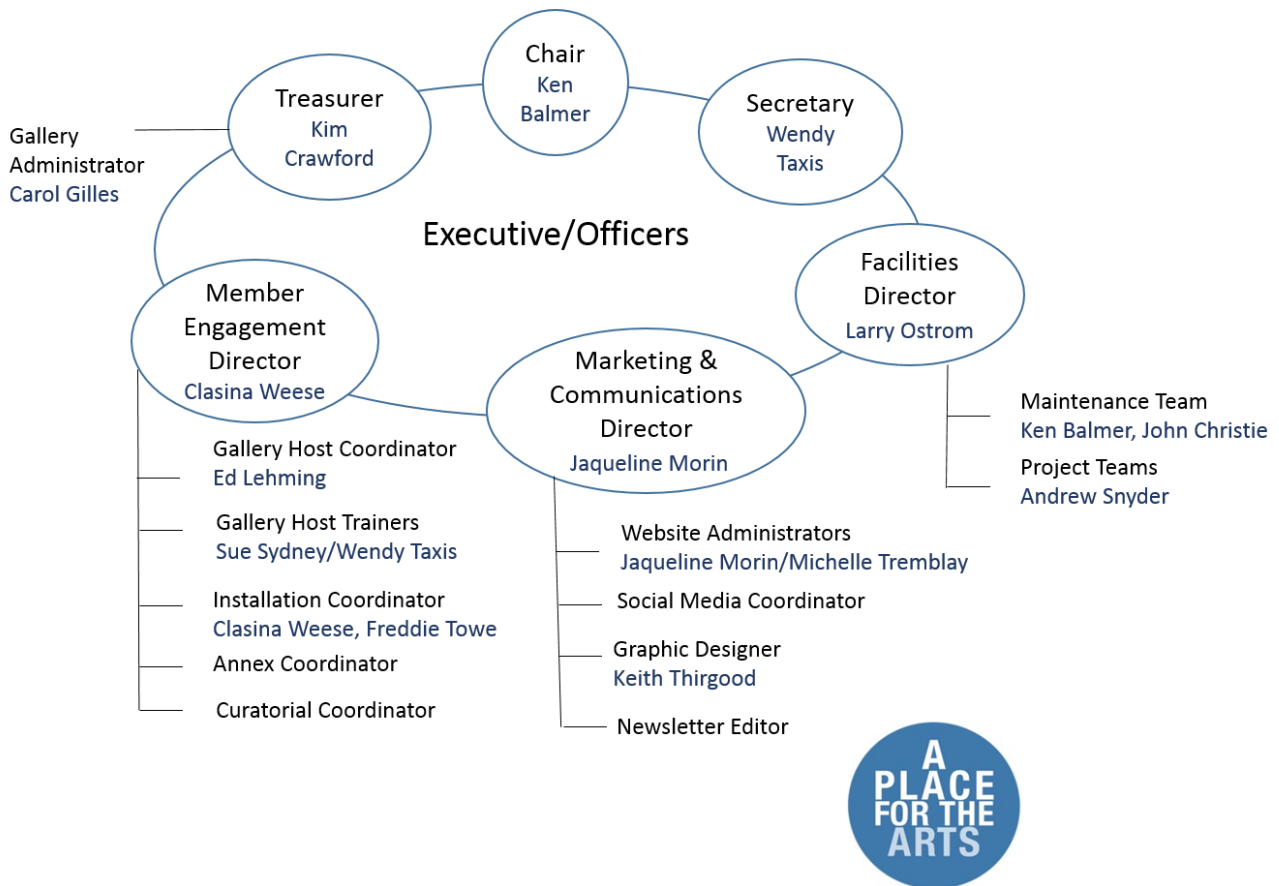 Chair
Ken
Balmer
Treasurer
Kim
Crawford
Secretary
Wendy
Taxis
Gallery
Administrator
Carol Gilles
Executive/Officers
Facilities
Director
Larry Ostrom
Member
Engagement
Director
Clasina Weese
Marketing &
Communications
Director
Jaqueline Morin
Maintenance Team
Ken Balmer, John Christie
Project Teams
Andrew Snyder
Gallery Host Coordinator
Ed Lehming
Gallery Host Trainers
Sue Sydney/Wendy Taxis
Installation Coordinator
Clasina Weese, Freddie Towe
Annex Coordinator
Curatorial Coordinator
Website Administrators
Jaqueline Morin/Michelle Tremblay
Social Media Coordinator
Graphic Designer
Keith Thirgood
Newsletter Editor
A
PLACE
FOR THE
ARTS